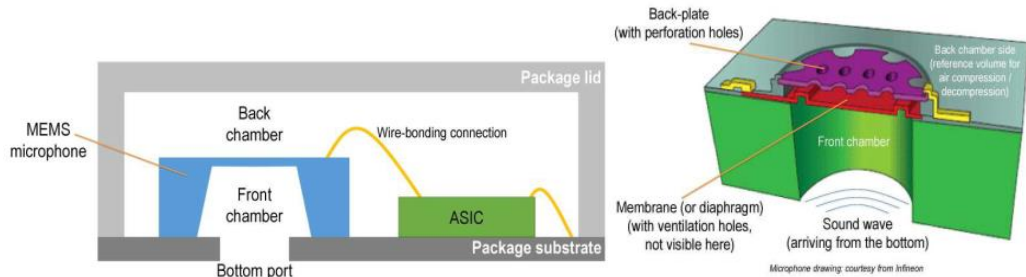 Package lid
Back
chamber
MEMS
microphone
Wire-bonding connection
Front
chamber
ASIC
Package substrate
Bottom port
Back-plate
(with perforation holes)
Back chamber side
(reference volume for
air compression /
decompression)
Front chamber
Membrane (or diaphragm)
(with ventilation holes,
not visible here)
Sound wave
(arriving from the bottom)
Microphone drawing: courtesy from Infineon